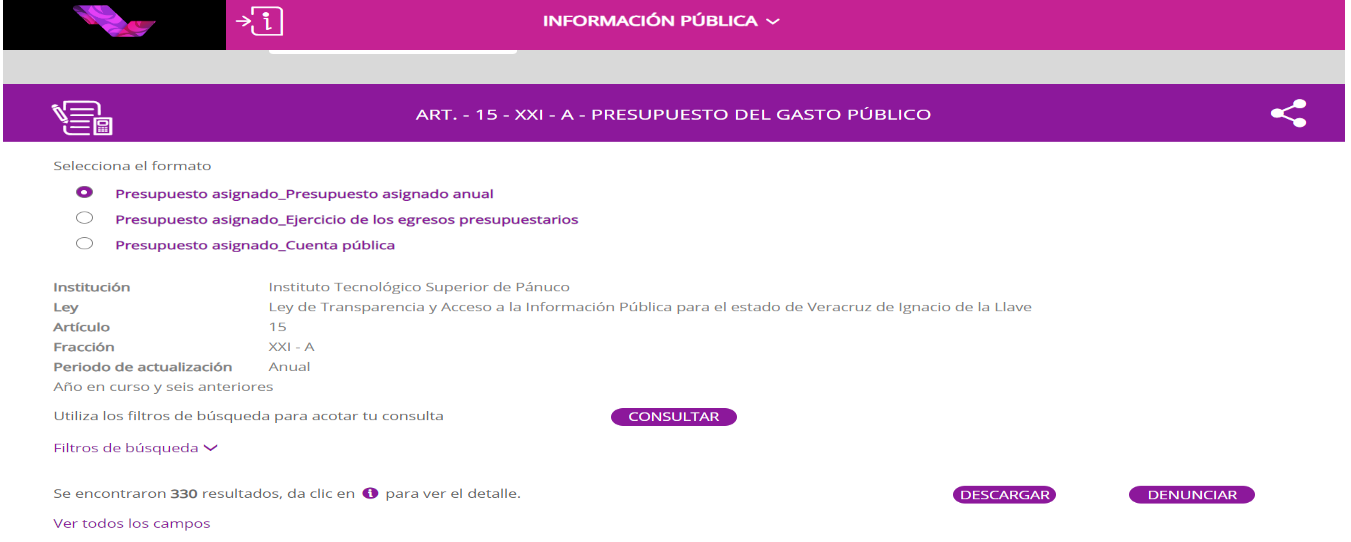 INFORMACIÓN PÚBLICA
ART. - 15 - XXI - A - PRESUPUESTO DEL GASTO PÚBLICO
Selecciona el formato
Presupuesto asignado_Presupuesto asignado anual
Presupuesto asignado_Ejercicio de los egresos presupuestarios
Presupuesto asignado_Cuenta pública
Institución Instituto Tecnológico Superior de Pánuco
Ley Ley de Transparencia y Acceso a la Información Pública para el estado de Veracruz de Ignacio de la Llave
Artículo 15
Fracción XXI - A
Periodo de actualización Anual
Año en curso y seis anteriores
Utiliza los filtros de búsqueda para acotar tu consulta CONSULTAR
Filtros de búsqueda
Se encontraron 330 resultados, da clic en i para ver el detalle. DESCARGAR DENUNCIAR
Ver todos los campos